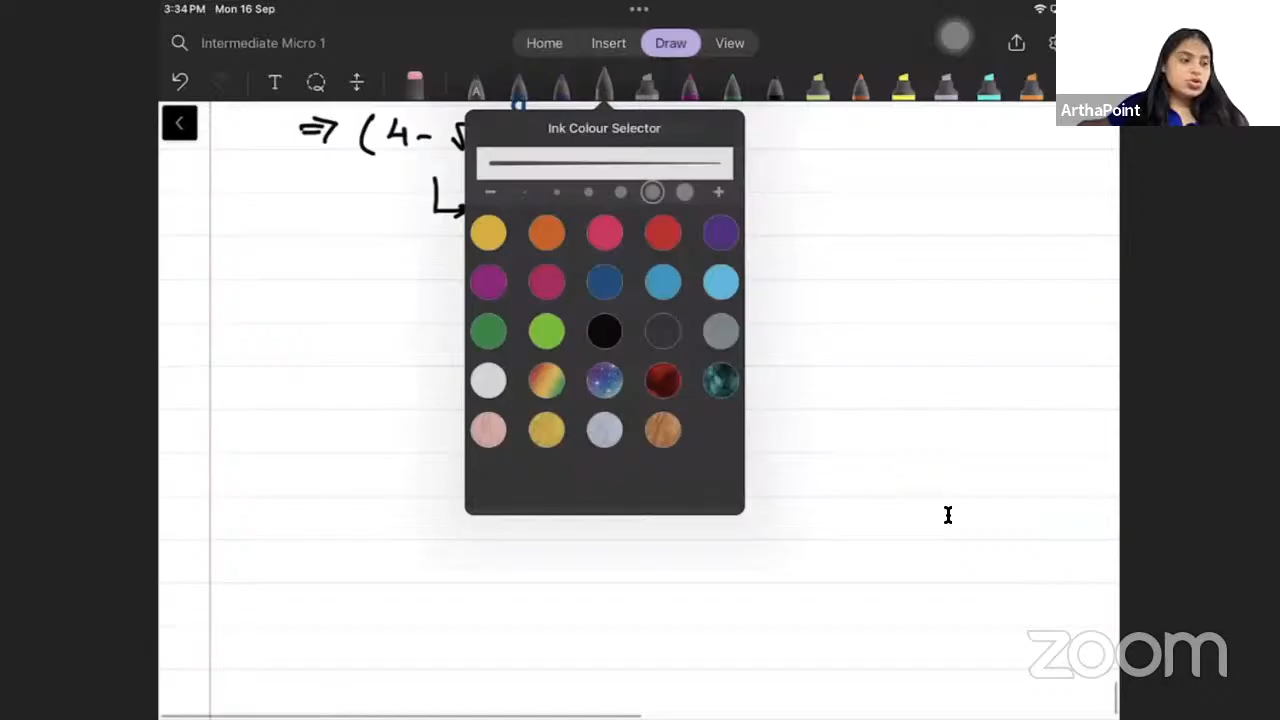 3:34 PM Mon 16 Sep
Intermediate Micro 1
Home Insert Draw View
T
A
ArthaPoint
⇒ (4 -
Ink Colour Selector
zoom